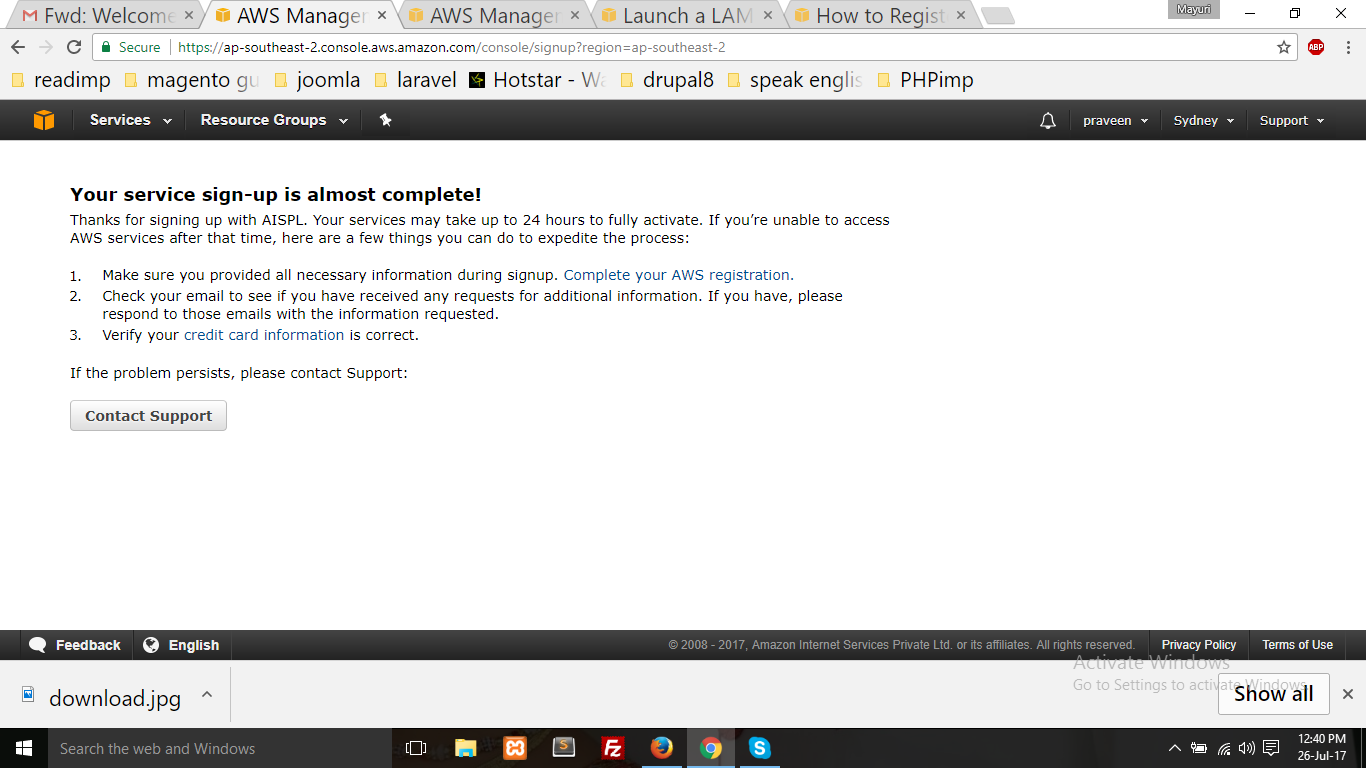 Fwd: Welcome
AWS Manager
AWS Manager
Launch a LAM
How to Regist
Mayuri
Secure
https://ap-southeast-2.console.aws.amazon.com/console/signup?region=ap-southeast-2
ABP
readimp
magento gu
joomla
laravel
Hotstar - Wa
drupal8
speak englis
PHPimp
Services
Resource Groups
praveen
Sydney
Support
Your service sign-up is almost complete!
Thanks for signing up with AISPL. Your services may take up to 24 hours to fully activate. If you're unable to access
AWS services after that time, here are a few things you can do to expedite the process:
1. Make sure you provided all necessary information during signup. Complete your AWS registration.
2. Check your email to see if you have received any requests for additional information. If you have, please
respond to those emails with the information requested.
3. Verify your credit card information is correct.
If the problem persists, please contact Support:
Contact Support
Feedback
English
© 2008 - 2017, Amazon Internet Services Private Ltd. or its affiliates. All rights reserved.
Privacy Policy
Terms of Use
Activate Windows
Go to Settings to activate Windows.
download.jpg
Show all
Search the web and Windows
12:40 PM
26-Jul-17